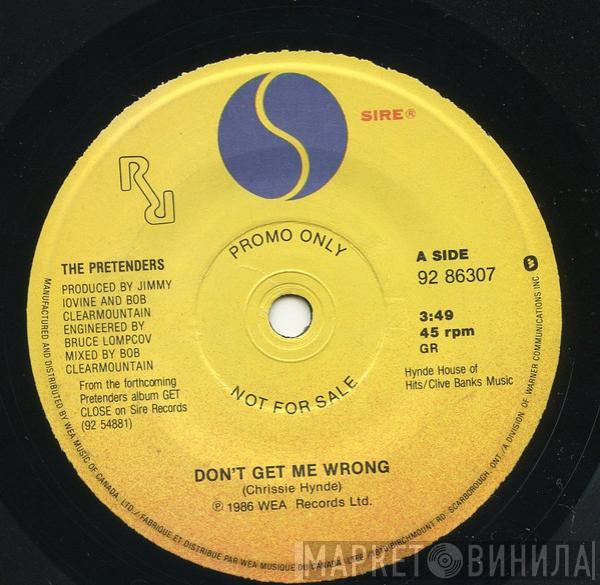 SIRE®
PROMO ONLY
THE PRETENDERS
PRODUCED BY JIMMY
IOVINE AND BOB
CLEARMOUNTAIN
ENGINEERED BY
BRUCE LOMPCOV
MIXED BY BOB
CLEARMOUNTAIN
From the forthcoming
Pretenders album GET
CLOSE on Sire Records
(92 54881)
A SIDE
92 86307
3:49
45 rpm
GR
Hynde House of
Hits/Clive Banks Music
NOT FOR SALE
DON'T GET ME WRONG
(Chrissie Hynde)
℗ 1986 WEA Records Ltd.
MANUFACTURED AND DISTRIBUTED BY WEA MUSIC OF CANADA, LTD./FABRIQUE ET DISTRIBUE PAR WEA MUSIQUE DU CANADA, LTEE./1810 BIRCHMOUNT RD., SCARBOROUGH, ONT./A DIVISION OF WARNER COMMUNICATIONS INC.
МАРКЕТ ВИНИЛА